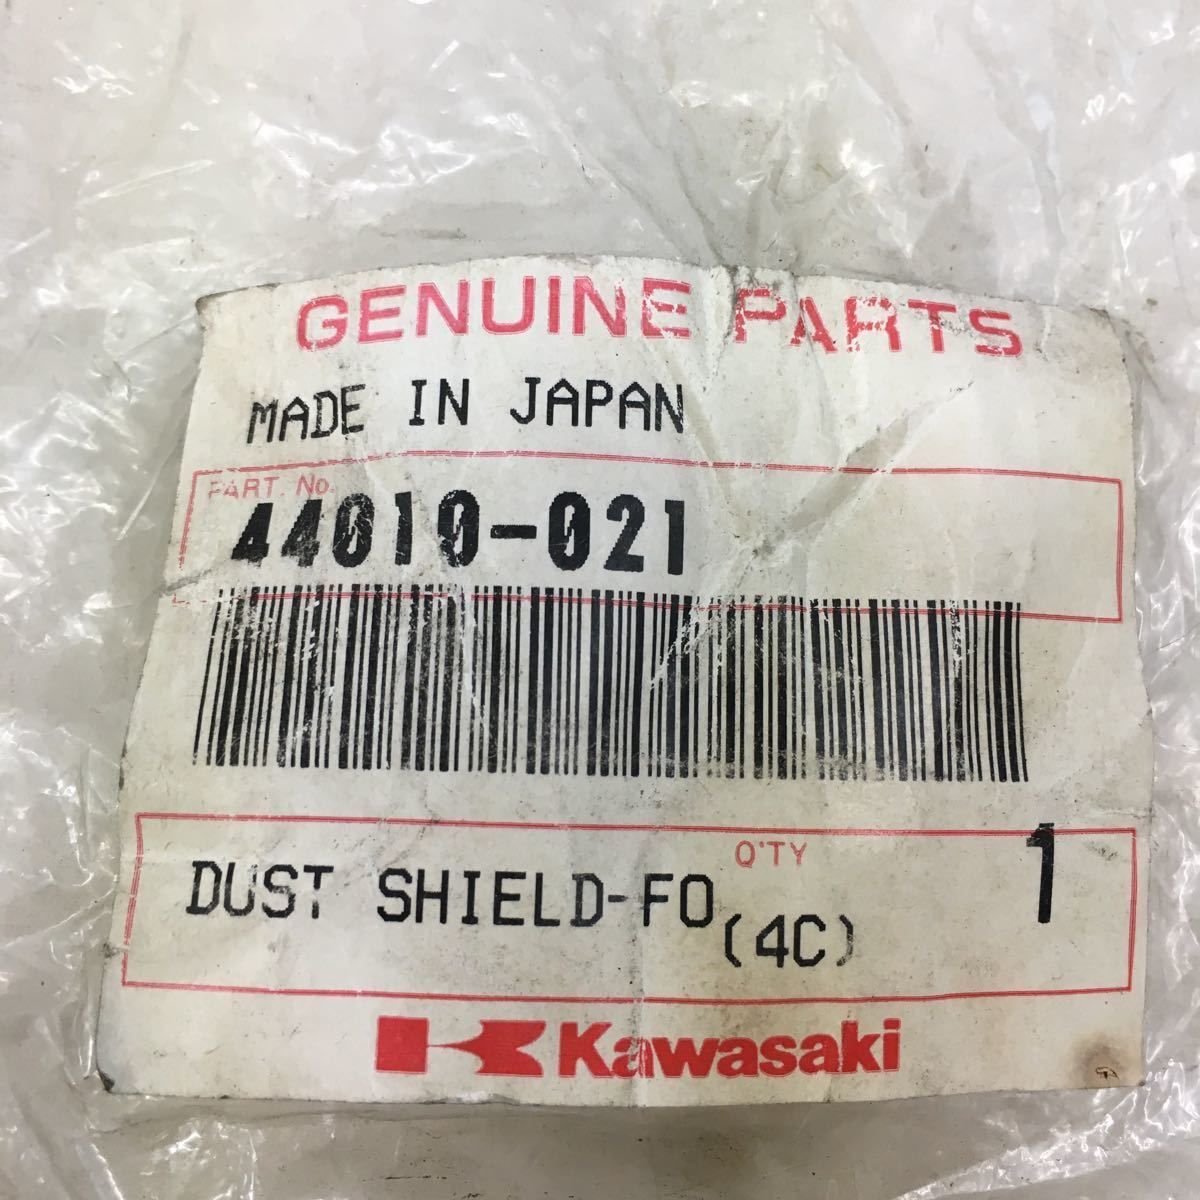 GENUINE PARTS
MADE IN JAPAN
PART. No.
44010-021
Q'TY 1
DUST SHIELD-FO
(4C)
Kawasaki